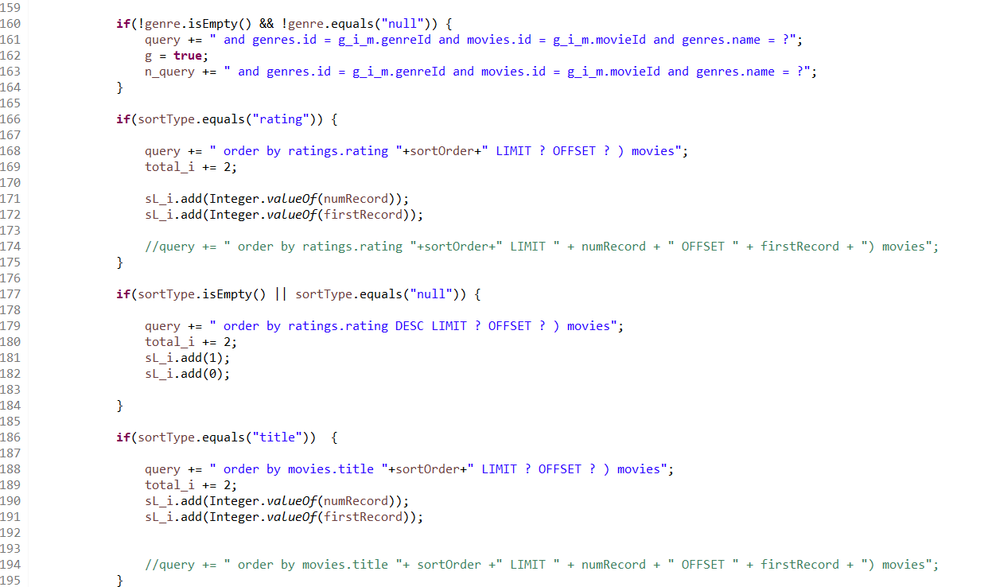 159
160 if(!genre.isEmpty() && !genre.equals("null")) {
161 query += " and genres.id = g_i_m.genreId and movies.id = g_i_m.movieId and genres.name = ?";
162 g = true;
163 n_query += " and genres.id = g_i_m.genreId and movies.id = g_i_m.movieId and genres.name = ?";
164 }
165
166 if(sortType.equals("rating")) {
167
168 query += " order by ratings.rating "+sortOrder+" LIMIT ? OFFSET ? ) movies";
169 total_i += 2;
170
171 sL_i.add(Integer.valueOf(numRecord));
172 sL_i.add(Integer.valueOf(firstRecord));
173
174 //query += " order by ratings.rating "+sortOrder+" LIMIT " + numRecord + " OFFSET " + firstRecord + ") movies";
175 }
176
177 if(sortType.isEmpty() || sortType.equals("null")) {
178
179 query += " order by ratings.rating DESC LIMIT ? OFFSET ? ) movies";
180 total_i += 2;
181 sL_i.add(1);
182 sL_i.add(0);
183
184 }
185
186 if(sortType.equals("title"))  {
187
188 query += " order by movies.title "+sortOrder+" LIMIT ? OFFSET ? ) movies";
189 total_i += 2;
190 sL_i.add(Integer.valueOf(numRecord));
191 sL_i.add(Integer.valueOf(firstRecord));
192
193
194 //query += " order by movies.title "+ sortOrder +" LIMIT " + numRecord + " OFFSET " + firstRecord + ") movies";
195 }